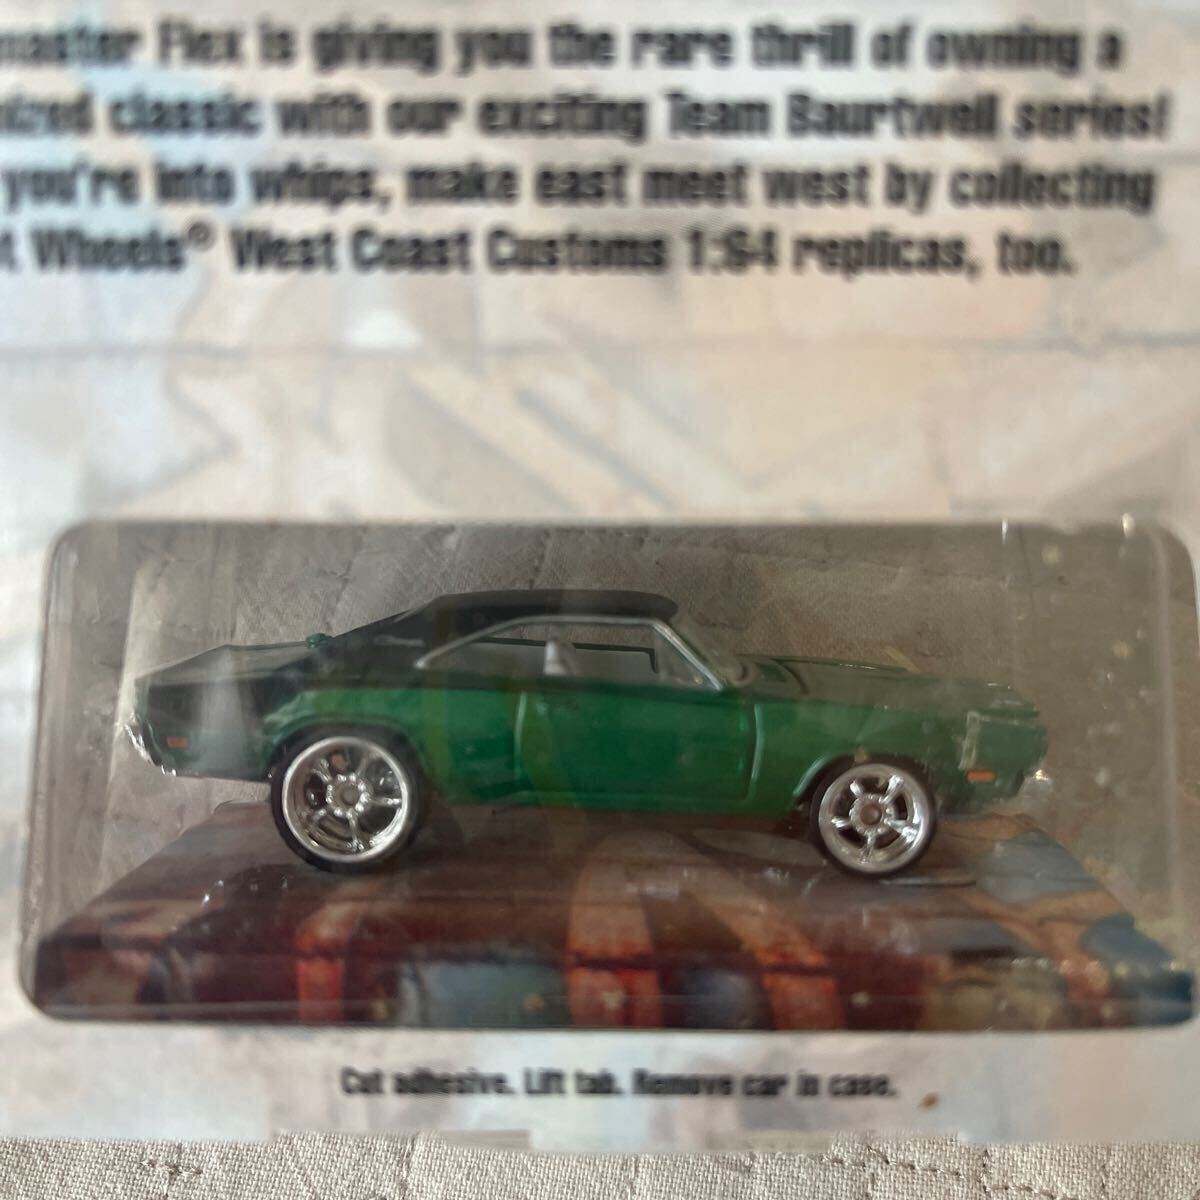 master Flex is giving you the rare thrill of owning a
ized classic with our exciting Team Baurtwell series!
you're into whips, make east meet west by collecting
t Wheels® West Coast Customs 1:64 replicas, too.
Cut adhesive. Lift tab. Remove car in case.